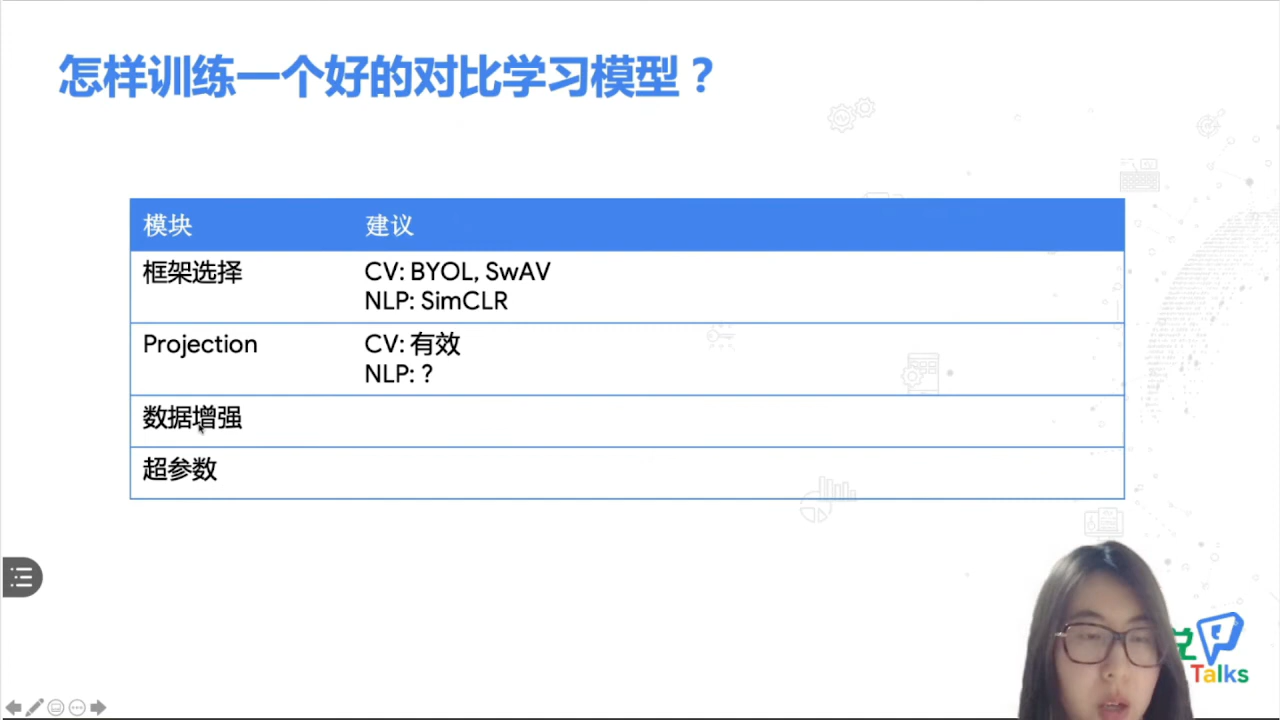 怎样训练一个好的对比学习模型？
模块 建议
框架选择 CV: BYOL, SwAV
NLP: SimCLR
Projection CV: 有效
NLP: ?
数据增强
超参数
Talks